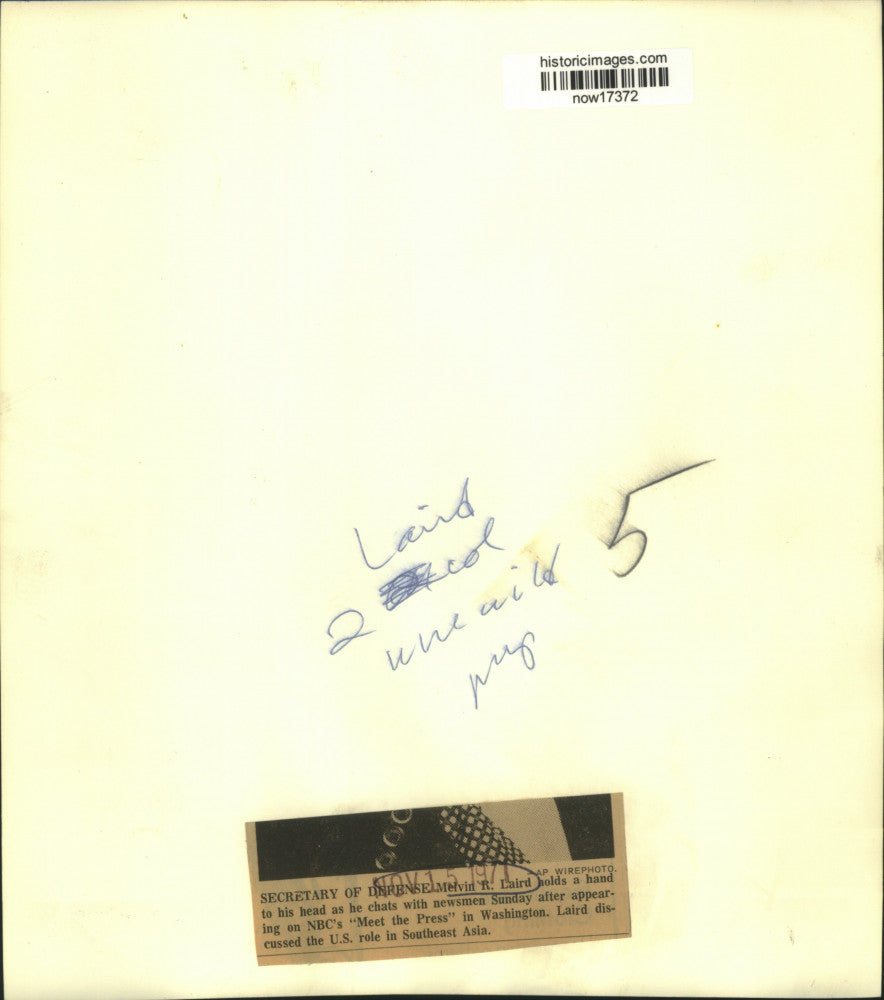 historicimages.com
now17372
Laird
2 col
5
NOV 15 1971
AP WIREPHOTO.
SECRETARY OF DEFENSE Melvin R. Laird holds a hand
to his head as he chats with newsmen Sunday after appear-
ing on NBC's “Meet the Press” in Washington. Laird dis-
cussed the U.S. role in Southeast Asia.